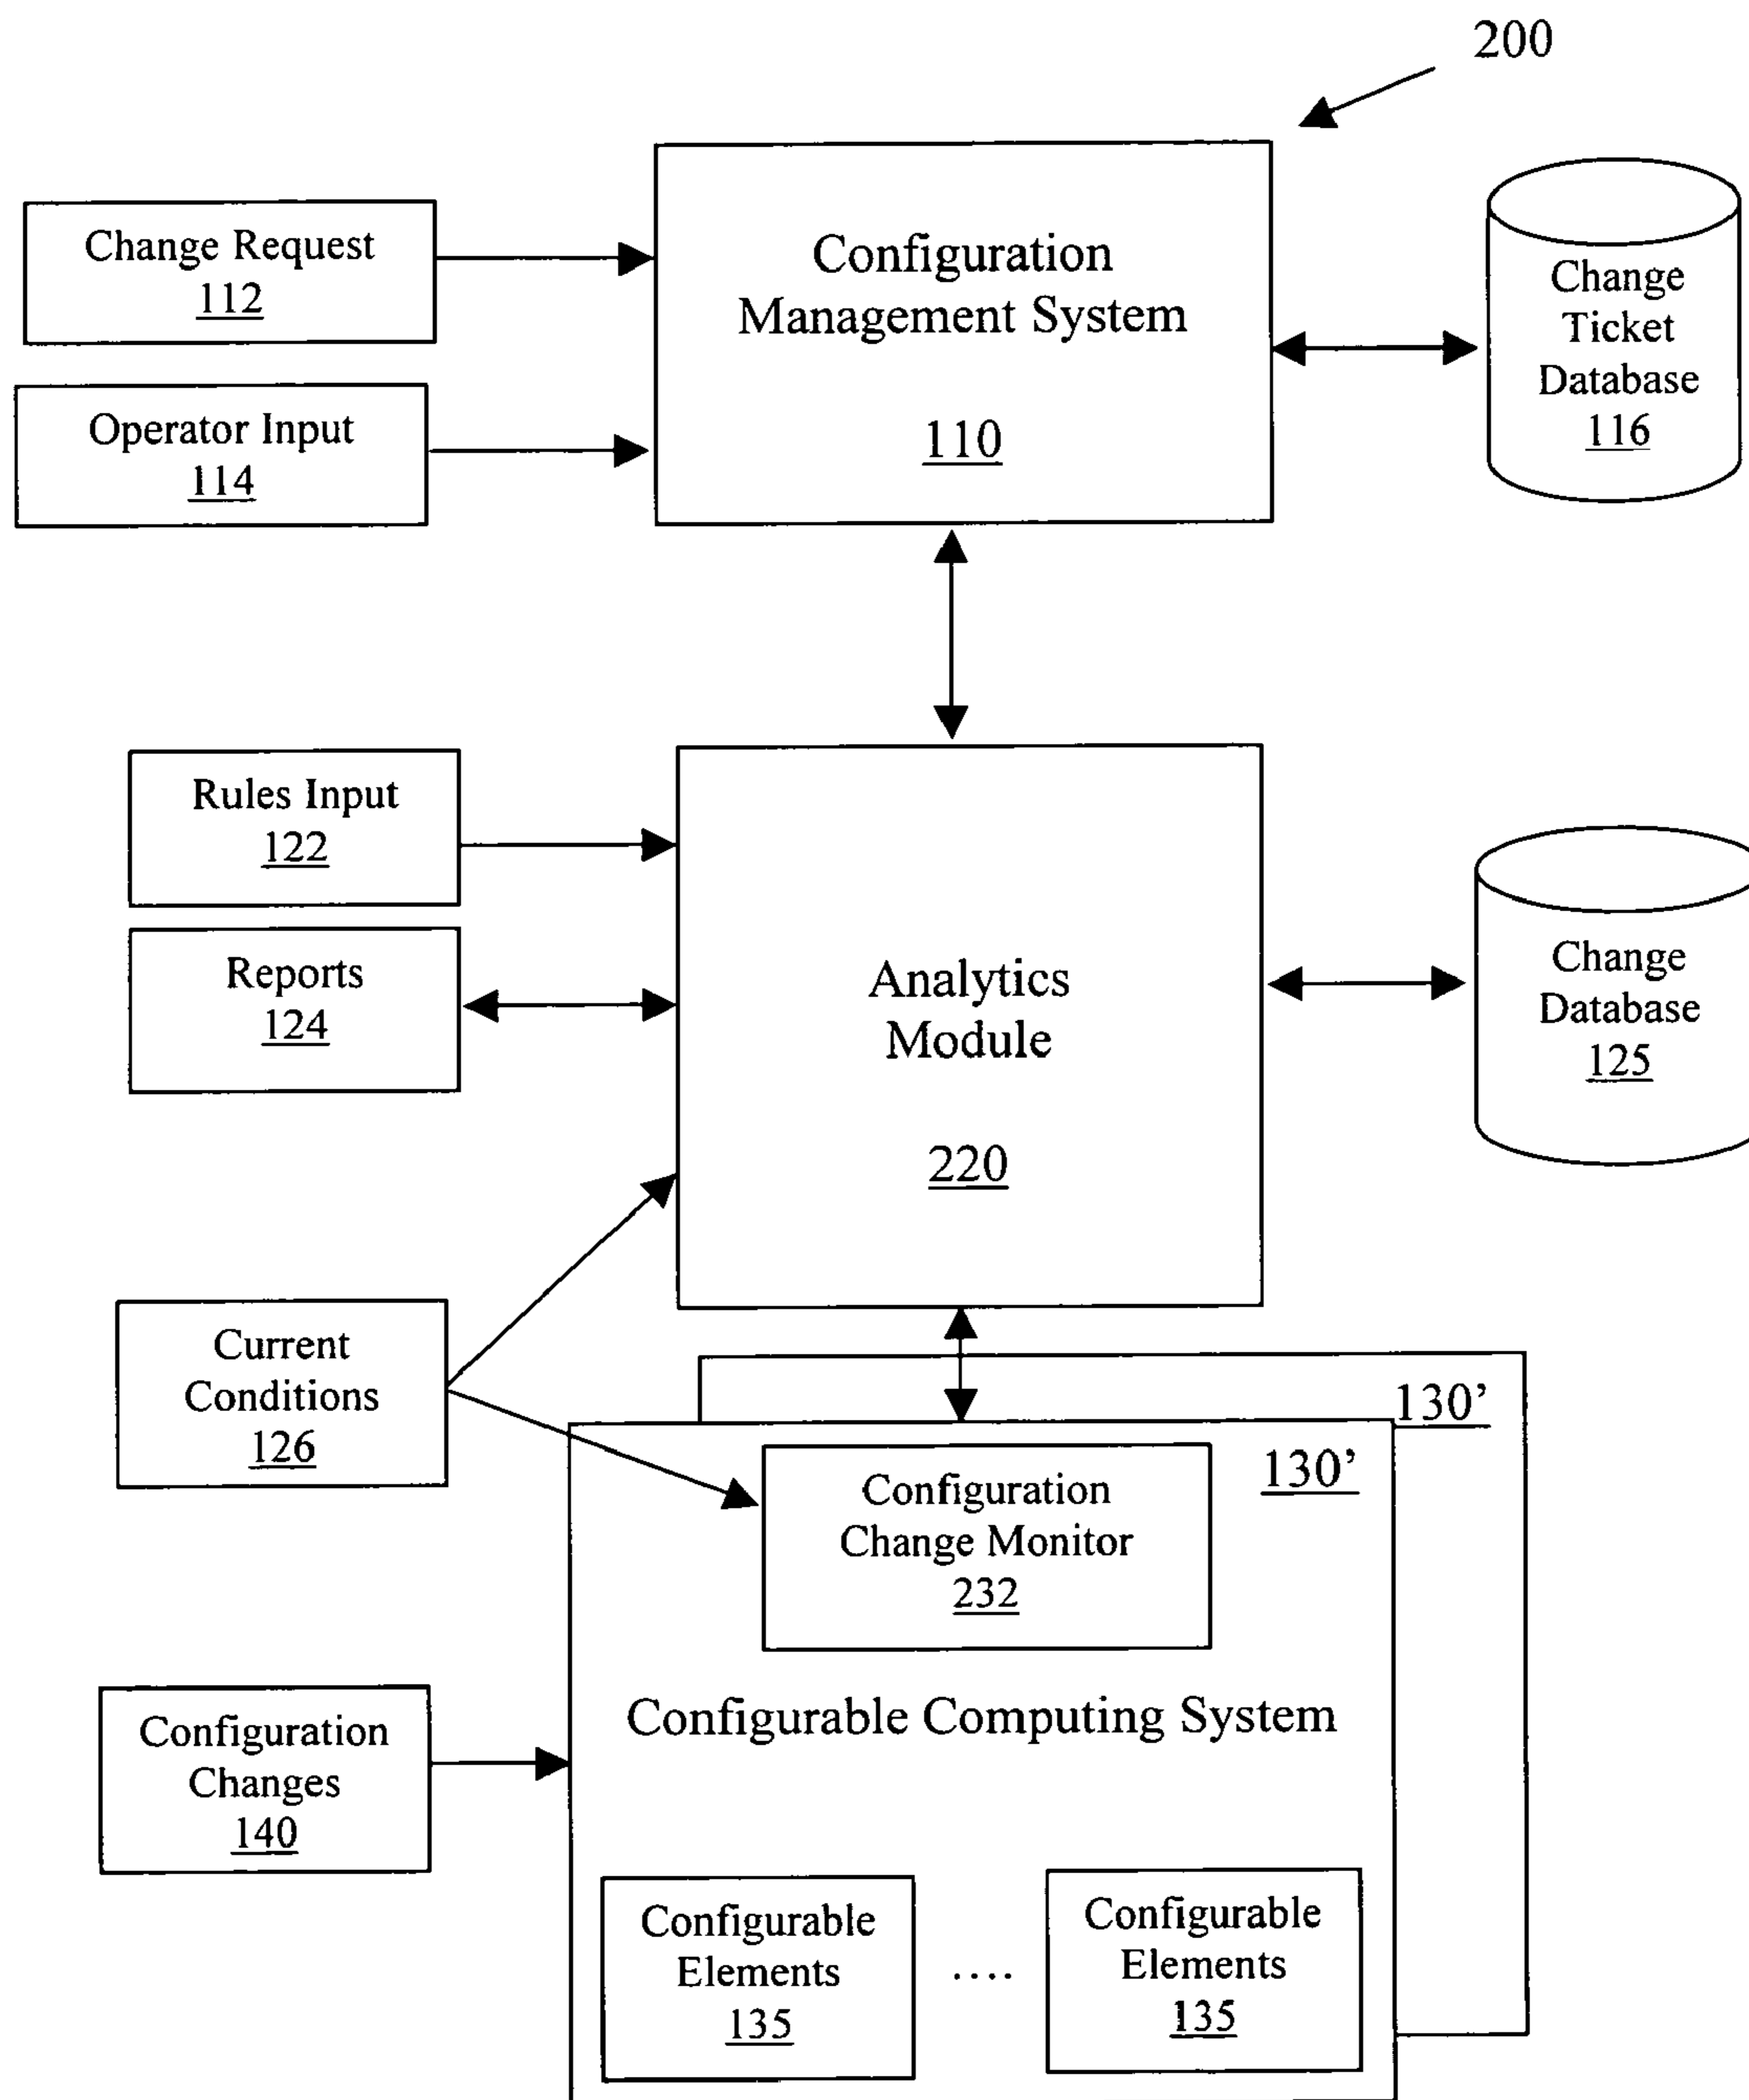 200
Change Request
112
Operator Input
114
Configuration
Management System
110
Change
Ticket
Database
116
Rules Input
122
Reports
124
Analytics
Module
220
Change
Database
125
Current
Conditions
126
130’
130’
Configuration
Change Monitor
232
Configurable Computing System
Configuration
Changes
140
Configurable
Elements
135
....
Configurable
Elements
135